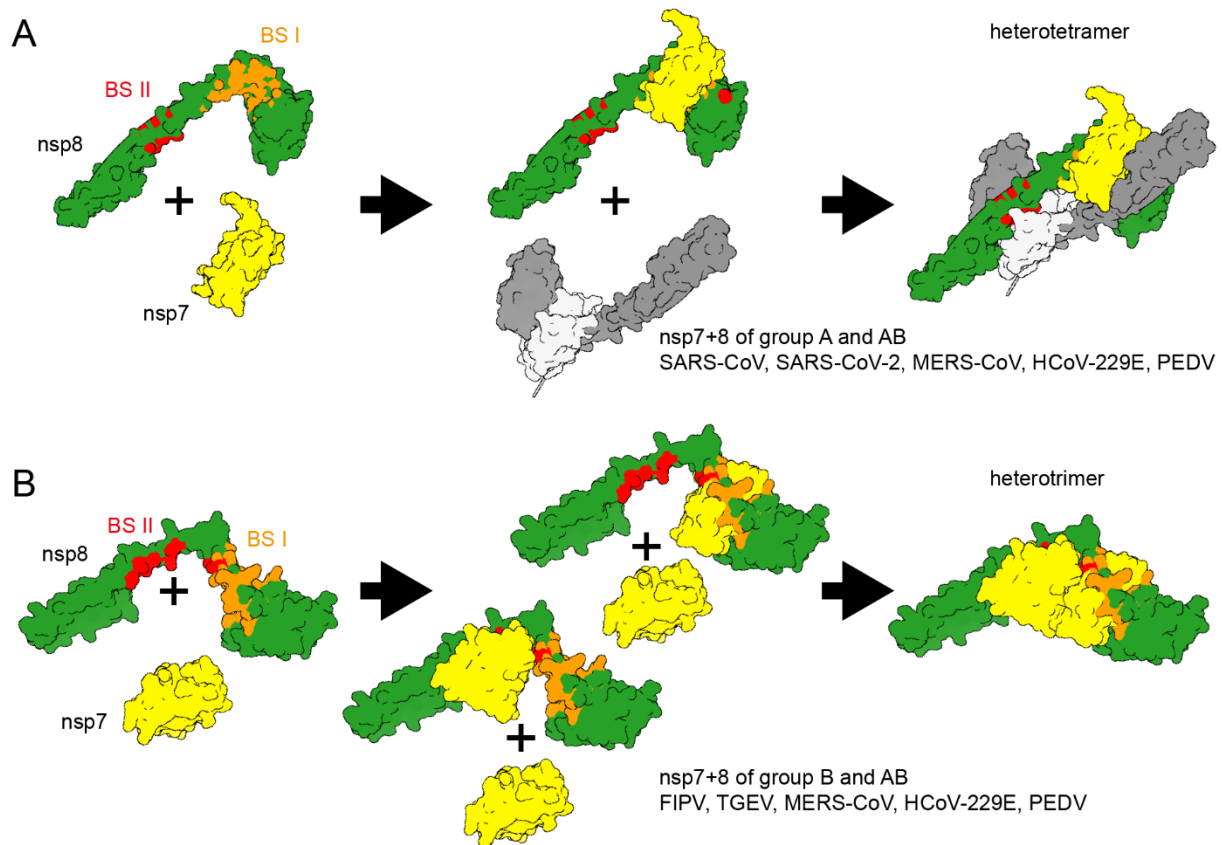 A
BS I
heterotetramer
BS II
nsp8
+
+
nsp7
nsp7+8 of group A and AB
SARS-CoV, SARS-CoV-2, MERS-CoV, HCoV-229E, PEDV
B
heterotrimer
BS II
BS I
nsp8
+
+
nsp7
+
nsp7+8 of group B and AB
FIPV, TGEV, MERS-CoV, HCoV-229E, PEDV